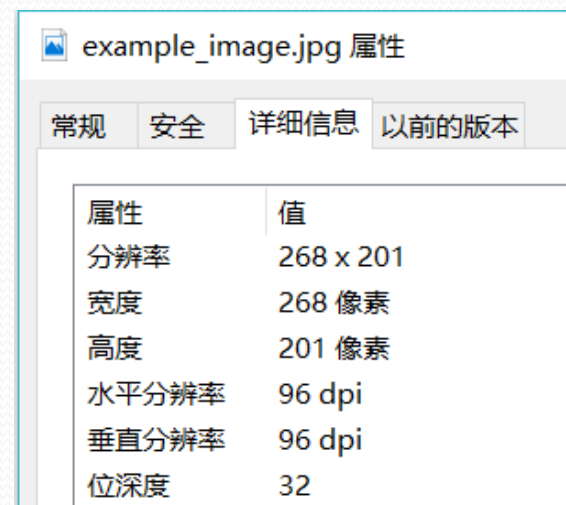 example_image.jpg 属性
常规 安全 详细信息 以前的版本
属性 值
分辨率 268 x 201
宽度 268 像素
高度 201 像素
水平分辨率 96 dpi
垂直分辨率 96 dpi
位深度 32